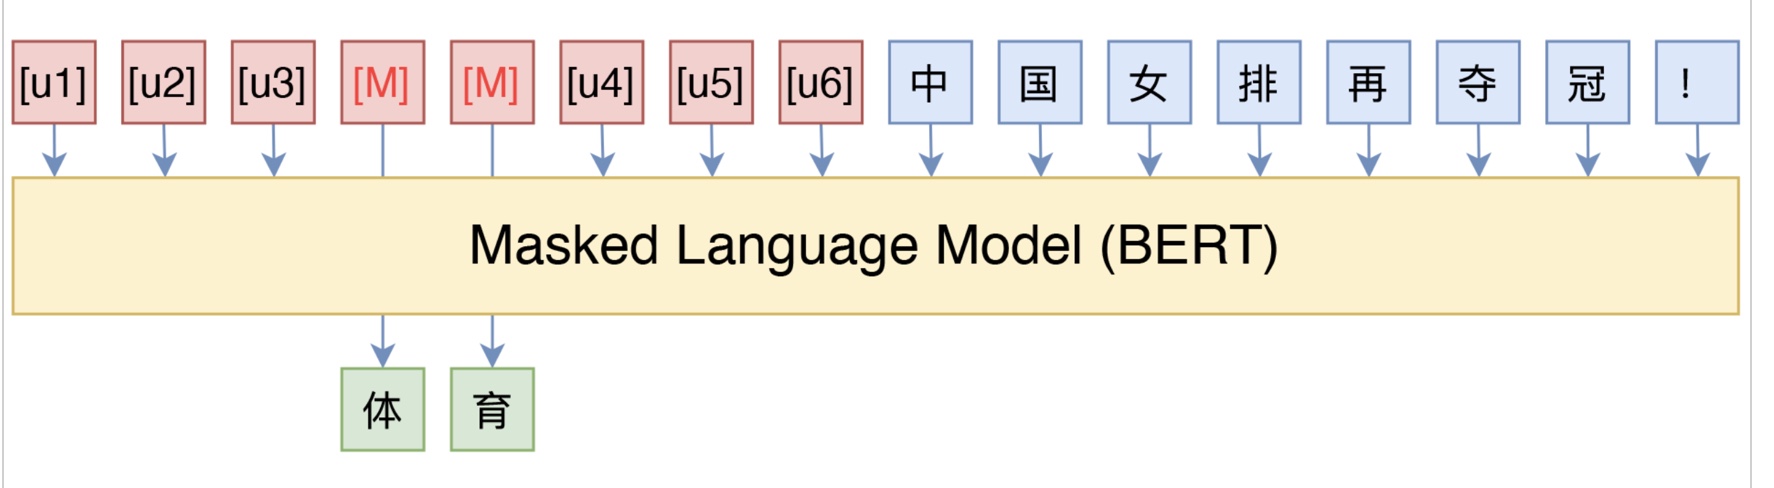 [u1] [u2] [u3] [M] [M] [u4] [u5] [u6] 中 国 女 排 再 夺 冠 !
Masked Language Model (BERT)
体 育